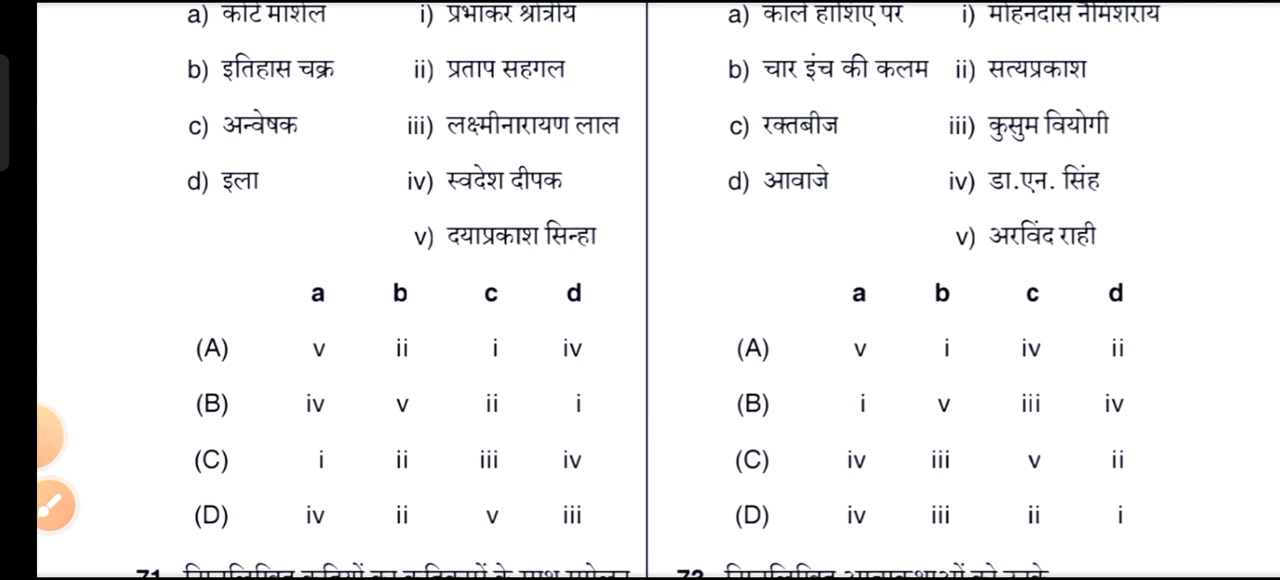 a) कोर्ट मार्शल i) प्रभाकर श्रोत्रीय
b) इतिहास चक्र ii) प्रताप सहगल
c) अन्वेषक iii) लक्ष्मीनारायण लाल
d) इला iv) स्वदेश दीपक
v) दयाप्रकाश सिन्हा
a b c d
(A) v ii i iv
(B) iv v ii i
(C) i ii iii iv
(D) iv ii v iii
71
a) काले हाशिए पर i) मोहनदास नैमिशराय
b) चार इंच की कलम ii) सत्यप्रकाश
c) रक्तबीज iii) कुसुम वियोगी
d) आवाजे iv) डा.एन. सिंह
v) अरविंद राही
a b c d
(A) v i iv ii
(B) i v iii iv
(C) iv iii v ii
(D) iv iii ii i